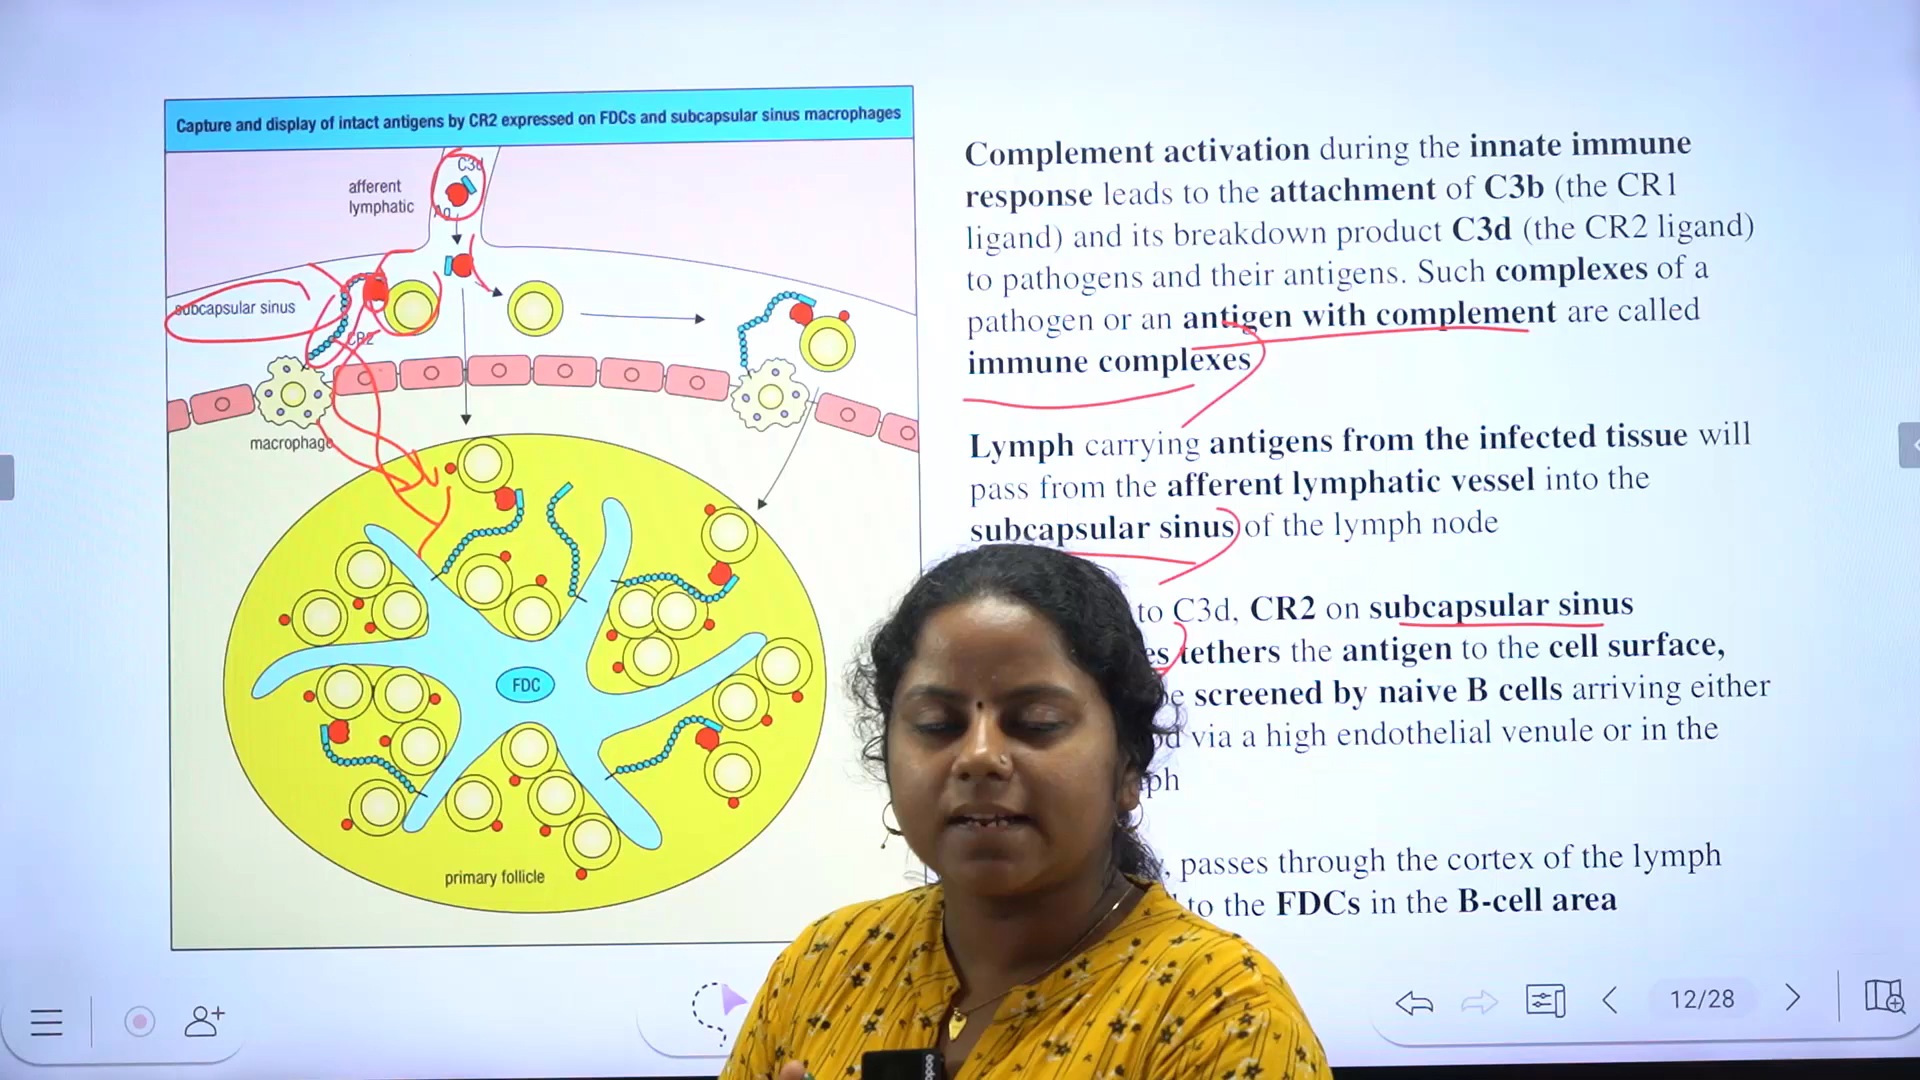 Capture and display of intact antigens by CR2 expressed on FDCs and subcapsular sinus macrophages
C3d
afferent
lymphatic
Ag
subcapsular sinus
CR2
macrophage
FDC
primary follicle
Complement activation during the innate immune
response leads to the attachment of C3b (the CR1
ligand) and its breakdown product C3d (the CR2 ligand)
to pathogens and their antigens. Such complexes of a
pathogen or an antigen with complement are called
immune complexes
Lymph carrying antigens from the infected tissue will
pass from the afferent lymphatic vessel into the
subcapsular sinus of the lymph node
to C3d, CR2 on subcapsular sinus
tethers the antigen to the cell surface,
screened by naive B cells arriving either
via a high endothelial venule or in the
, passes through the cortex of the lymph
to the FDCs in the B-cell area
12/28